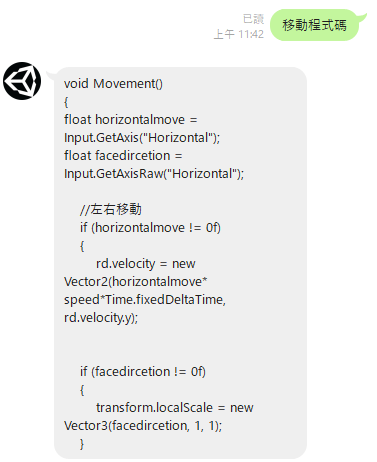 已讀
上午 11:42
移動程式碼
void Movement()
{
float horizontalmove =
Input.GetAxis("Horizontal");
float facedircetion =
Input.GetAxisRaw("Horizontal");
//左右移動
if (horizontalmove != 0f)
{
rd.velocity = new
Vector2(horizontalmove*
speed*Time.fixedDeltaTime,
rd.velocity.y);
if (facedircetion != 0f)
{
transform.localScale = new
Vector3(facedircetion, 1, 1);
}